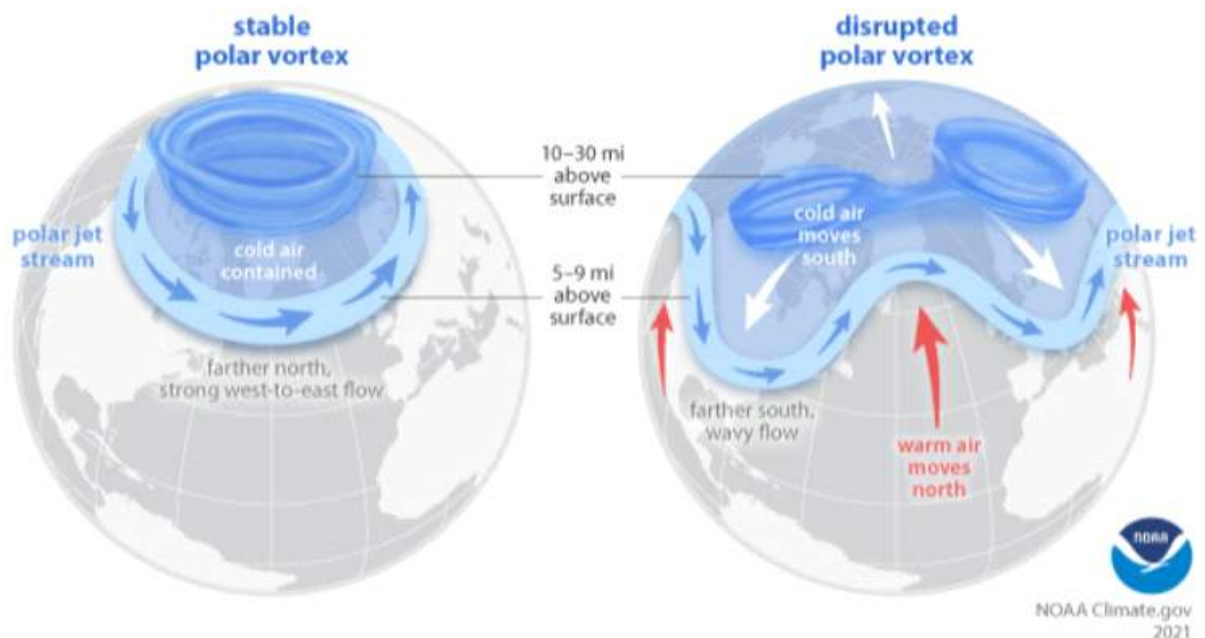 stable
polar vortex
disrupted
polar vortex
10–30 mi
above
surface
polar jet
stream
cold air
contained
5–9 mi
above
surface
farther north,
strong west-to-east flow
cold air
moves
south
polar jet
stream
farther south,
wavy flow
warm air
moves
north
NOAA
NOAA Climate.gov
2021